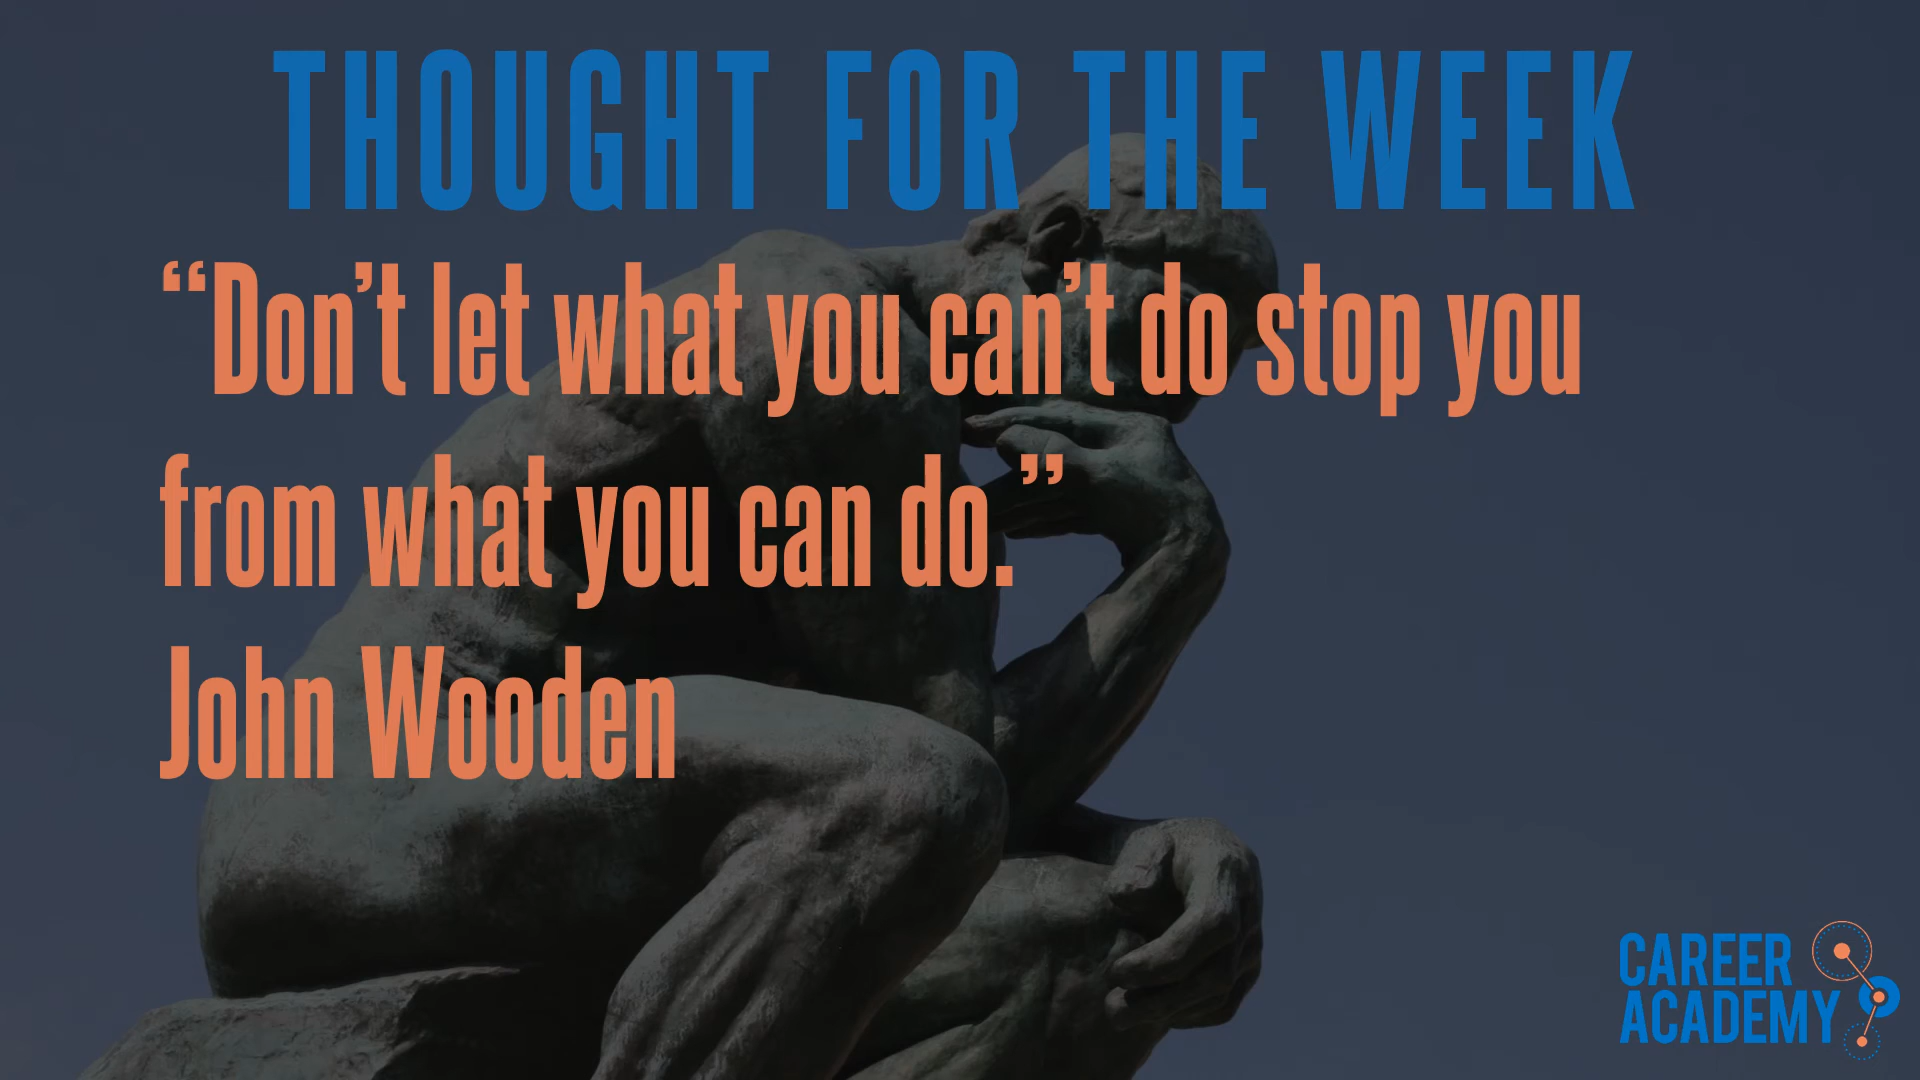 THOUGHT FOR THE WEEK
“Don’t let what you can’t do stop you
from what you can do.”
John Wooden
CAREER
ACADEMY